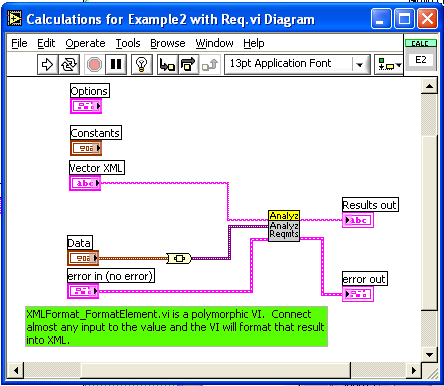 Calculations for Example2 with Req.vi Diagram
File Edit Operate Tools Browse Window Help
CALC
E2
13pt Application Font
Options
Constants
Vector XML
abc
Analyz
Analyz
Reqmts
Results out
abc
Data
error in (no error)
error out
XMLFormat_FormatElement.vi is a polymorphic VI. Connect
almost any input to the value and the VI will format that result
into XML.